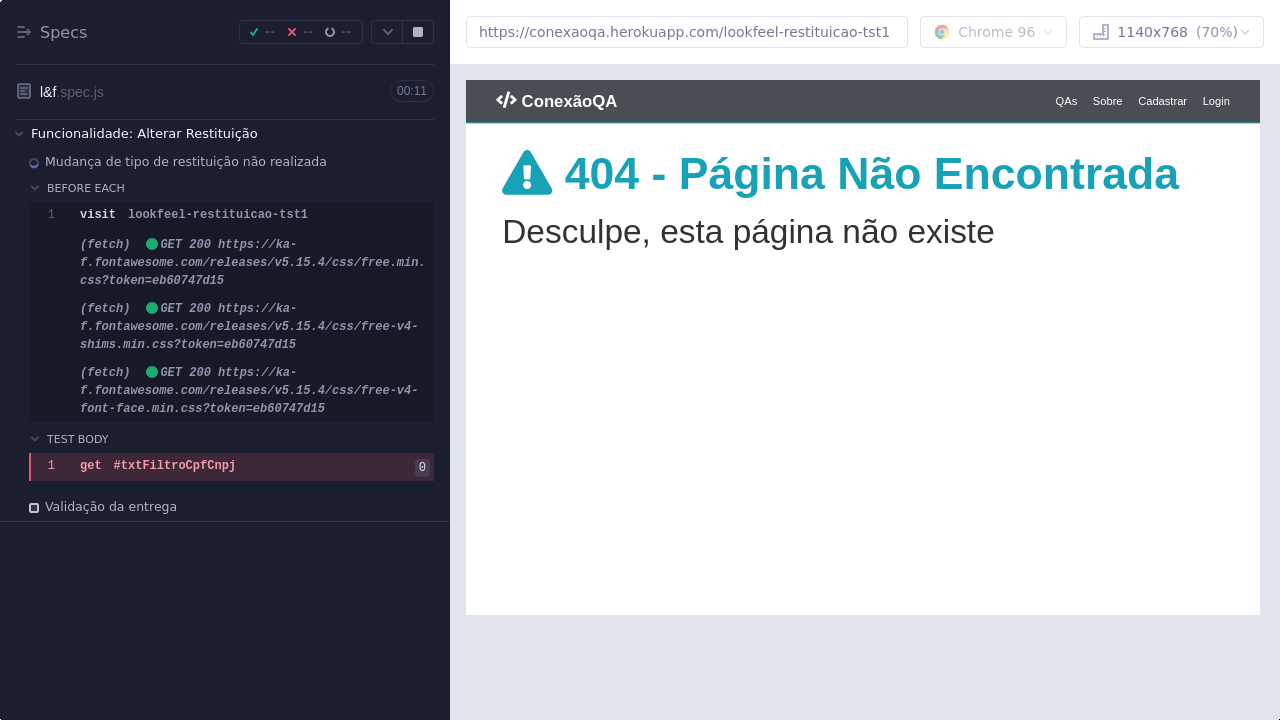 Specs
--
--
--
l&f.spec.js
00:11
Funcionalidade: Alterar Restituição
Mudança de tipo de restituição não realizada
BEFORE EACH
1 visit lookfeel-restituicao-tst1
(fetch) GET 200 https://ka-
f.fontawesome.com/releases/v5.15.4/css/free.min.
css?token=eb60747d15
(fetch) GET 200 https://ka-
f.fontawesome.com/releases/v5.15.4/css/free-v4-
shims.min.css?token=eb60747d15
(fetch) GET 200 https://ka-
f.fontawesome.com/releases/v5.15.4/css/free-v4-
font-face.min.css?token=eb60747d15
TEST BODY
1 get #txtFiltroCpfCnpj 0
Validação da entrega
https://conexaoqa.herokuapp.com/lookfeel-restituicao-tst1
Chrome 96
1140x768 (70%)
ConexãoQA
QAs Sobre Cadastrar Login
404 - Página Não Encontrada
Desculpe, esta página não existe